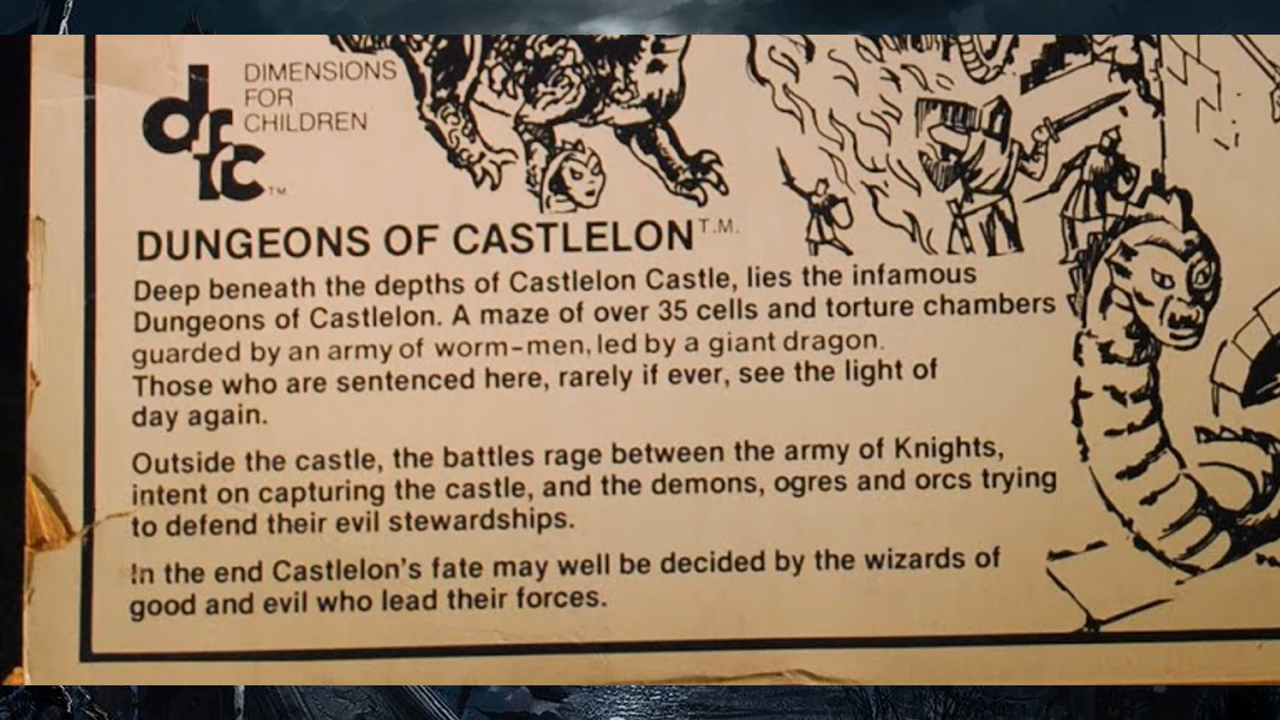 DIMENSIONS
FOR
CHILDREN
dffc™
DUNGEONS OF CASTLELON T.M.
Deep beneath the depths of Castlelon Castle, lies the infamous
Dungeons of Castlelon. A maze of over 35 cells and torture chambers
guarded by an army of worm-men, led by a giant dragon.
Those who are sentenced here, rarely if ever, see the light of
day again.
Outside the castle, the battles rage between the army of Knights,
intent on capturing the castle, and the demons, ogres and orcs trying
to defend their evil stewardships.
In the end Castlelon's fate may well be decided by the wizards of
good and evil who lead their forces.